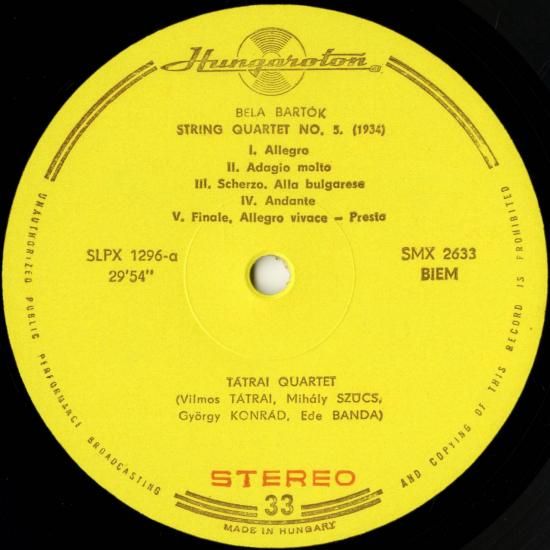 Hungaroton
BELA BARTÓK
STRING QUARTET NO. 5. (1934)
I. Allegro
II. Adagio molto
III. Scherzo. Alla bulgarese
IV. Andante
V. Finale, Allegro vivace – Presto
SLPX 1296-a
29'54"
SMX 2633
BIEM
TÁTRAI QUARTET
(Vilmos TÁTRAI, Mihály SZŰCS,
György KONRÁD, Ede BANDA)
STEREO
33
MADE IN HUNGARY
UNAUTHORIZED PUBLIC PERFORMANCE BROADCASTING
AND COPYING OF THIS RECORD IS PROHIBITED